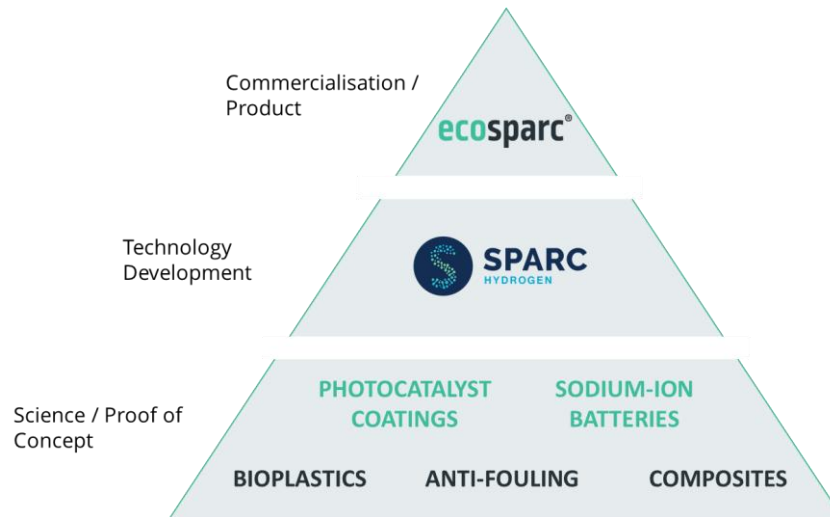 Commercialisation /
Product
ecosparc®
Technology
Development
SPARC
HYDROGEN
Science / Proof of
Concept
PHOTOCATALYST
COATINGS
SODIUM-ION
BATTERIES
BIOPLASTICS
ANTI-FOULING
COMPOSITES